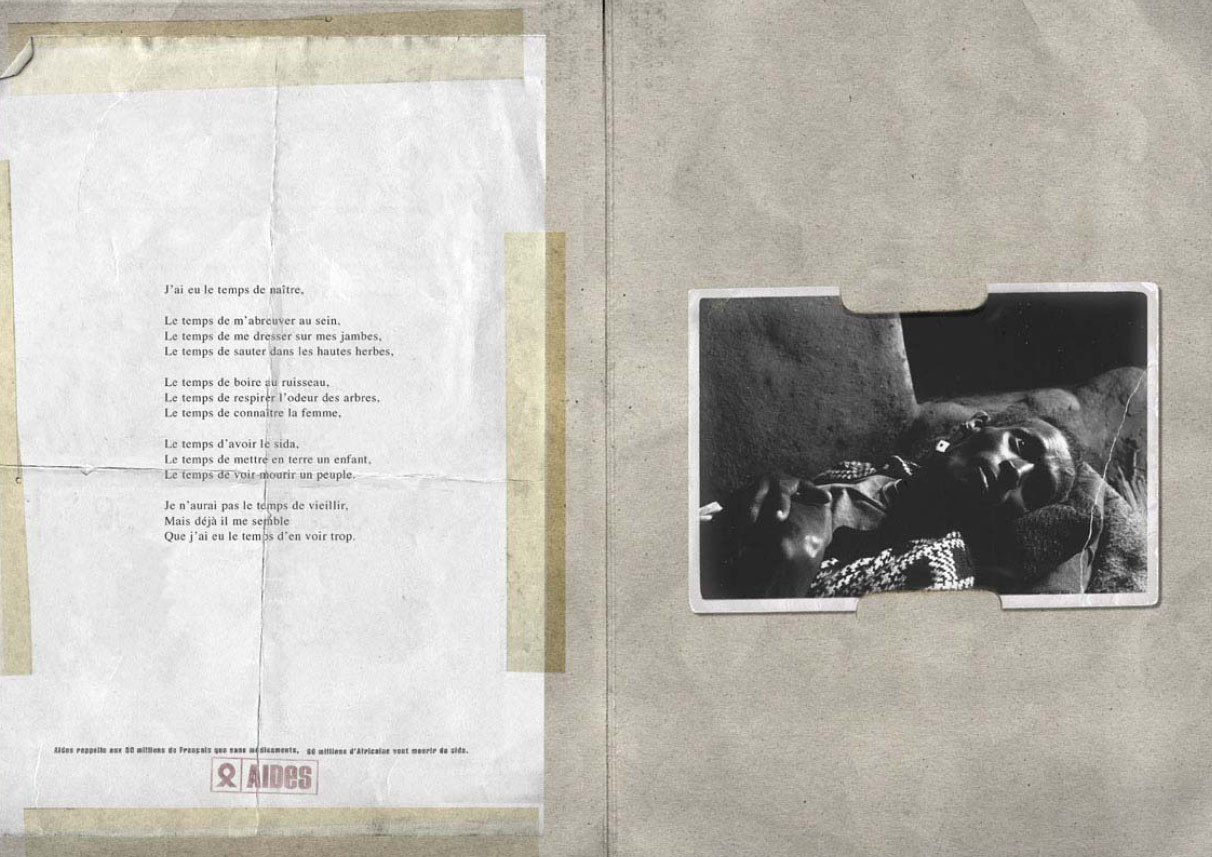 J'ai eu le temps de naître,
Le temps de m'abreuver au sein,
Le temps de me dresser sur mes jambes,
Le temps de sauter dans les hautes herbes,
Le temps de boire au ruisseau,
Le temps de respirer l'odeur des arbres,
Le temps de connaître la femme,
Le temps d'avoir le sida,
Le temps de mettre en terre un enfant,
Le temps de voir mourir un peuple.
Je n'aurai pas le temps de vieillir,
Mais déjà il me semble
Que j'ai eu le temps d'en voir trop.
Aides rappelle aux millions de Français que sans médicaments, millions d'Africains vont mourir du sida.
AIDES